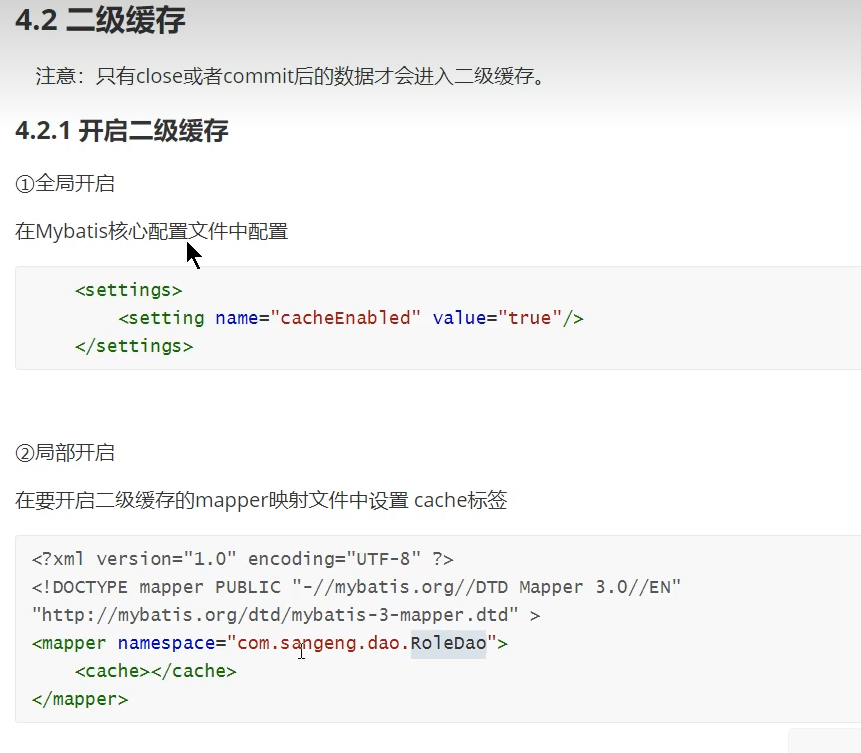 4.2 二级缓存
注意：只有close或者commit后的数据才会进入二级缓存。
4.2.1 开启二级缓存
①全局开启
在Mybatis核心配置文件中配置
<settings>
<setting name="cacheEnabled" value="true"/>
</settings>
②局部开启
在要开启二级缓存的mapper映射文件中设置 cache标签
<?xml version="1.0" encoding="UTF-8" ?>
<!DOCTYPE mapper PUBLIC "-//mybatis.org//DTD Mapper 3.0//EN"
"http://mybatis.org/dtd/mybatis-3-mapper.dtd" >
<mapper namespace="com.sangeng.dao.RoleDao">
<cache></cache>
</mapper>